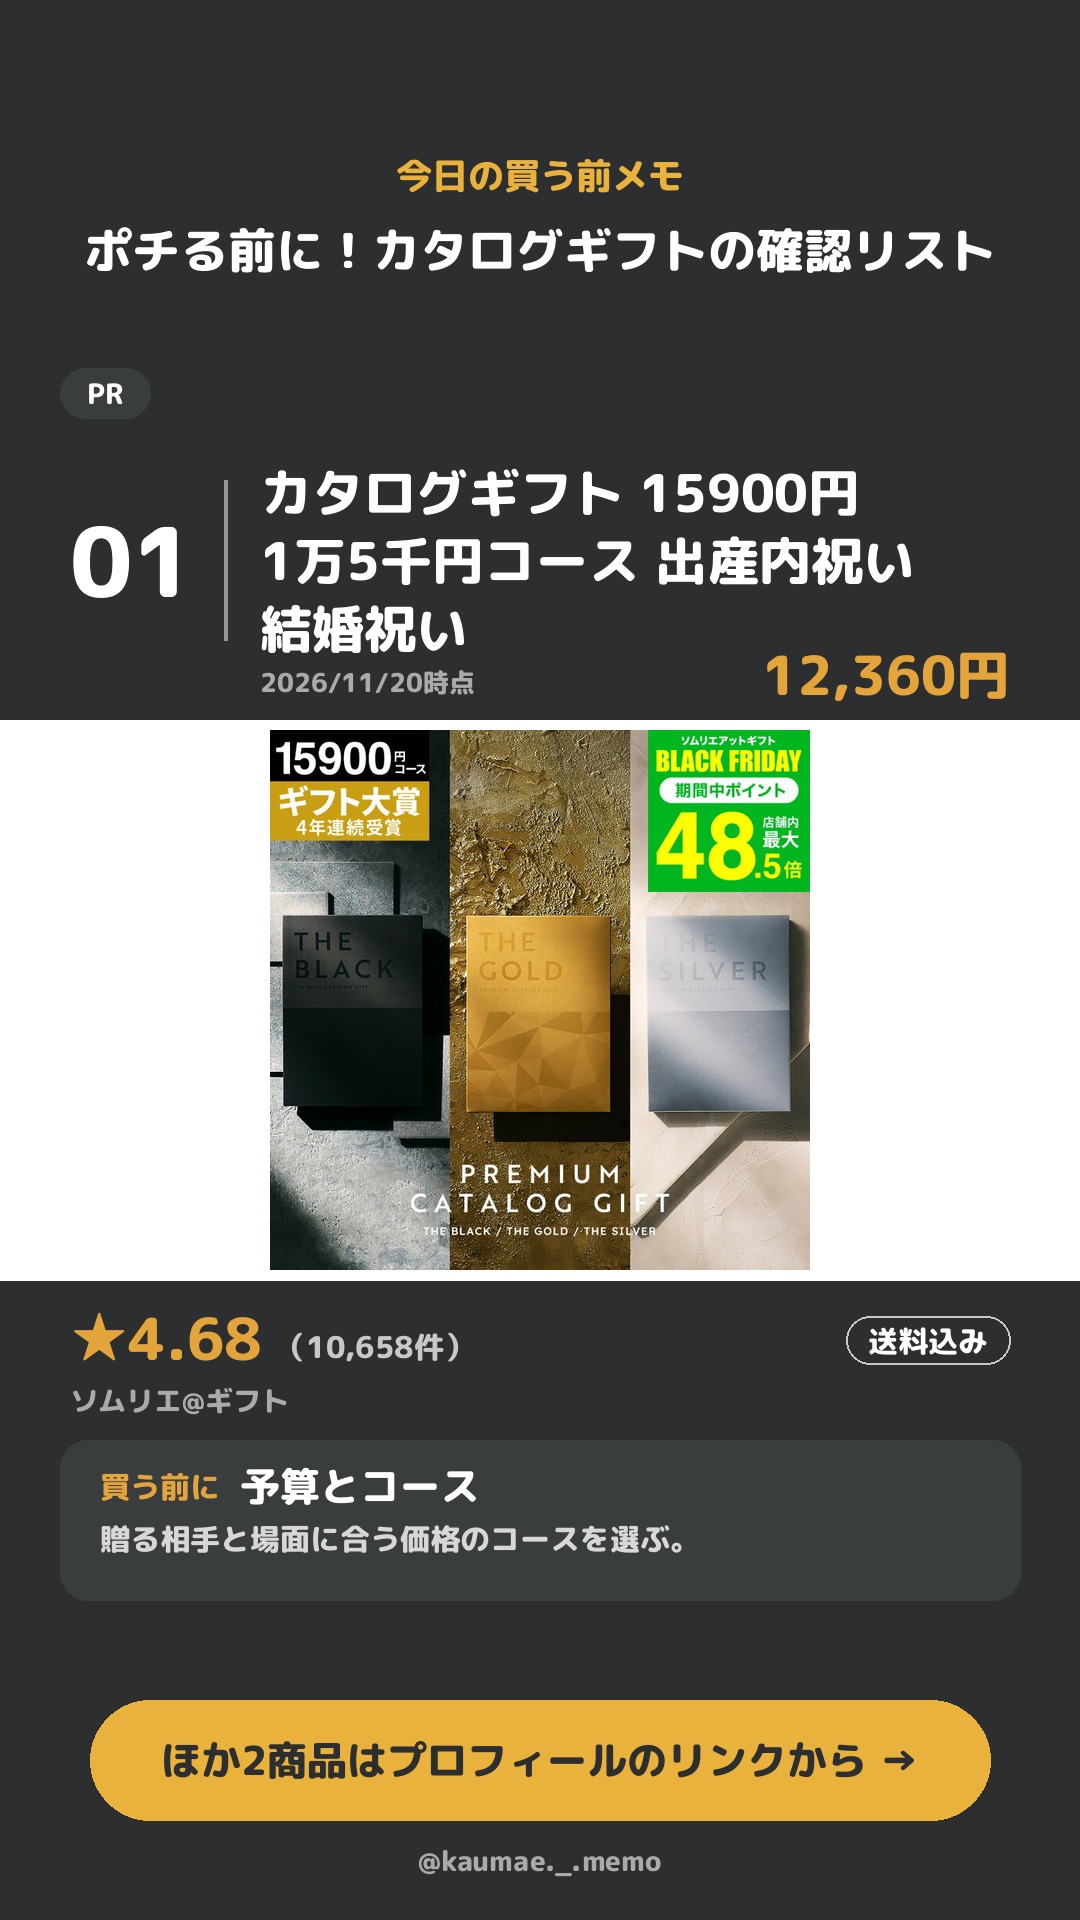 今日の買う前メモ
ポチる前に！カタログギフトの確認リスト
PR
01
カタログギフト 15900円
1万5千円コース 出産内祝い
結婚祝い
2026/11/20時点
12,360円
15900円コース
ギフト大賞
4年連続受賞
ソムリエアットギフト
BLACK FRIDAY
期間中ポイント
48.5倍
店舗内
最大
THE
BLACK
PREMIUM CATALOG GIFT
THE
GOLD
PREMIUM CATALOG GIFT
THE
SILVER
PREMIUM CATALOG GIFT
PREMIUM
CATALOG GIFT
THE BLACK / THE GOLD / THE SILVER
★4.68（10,658件）
送料込み
ソムリエ@ギフト
買う前に 予算とコース
贈る相手と場面に合う価格のコースを選ぶ。
ほか2商品はプロフィールのリンクから →
@kaumae._.memo